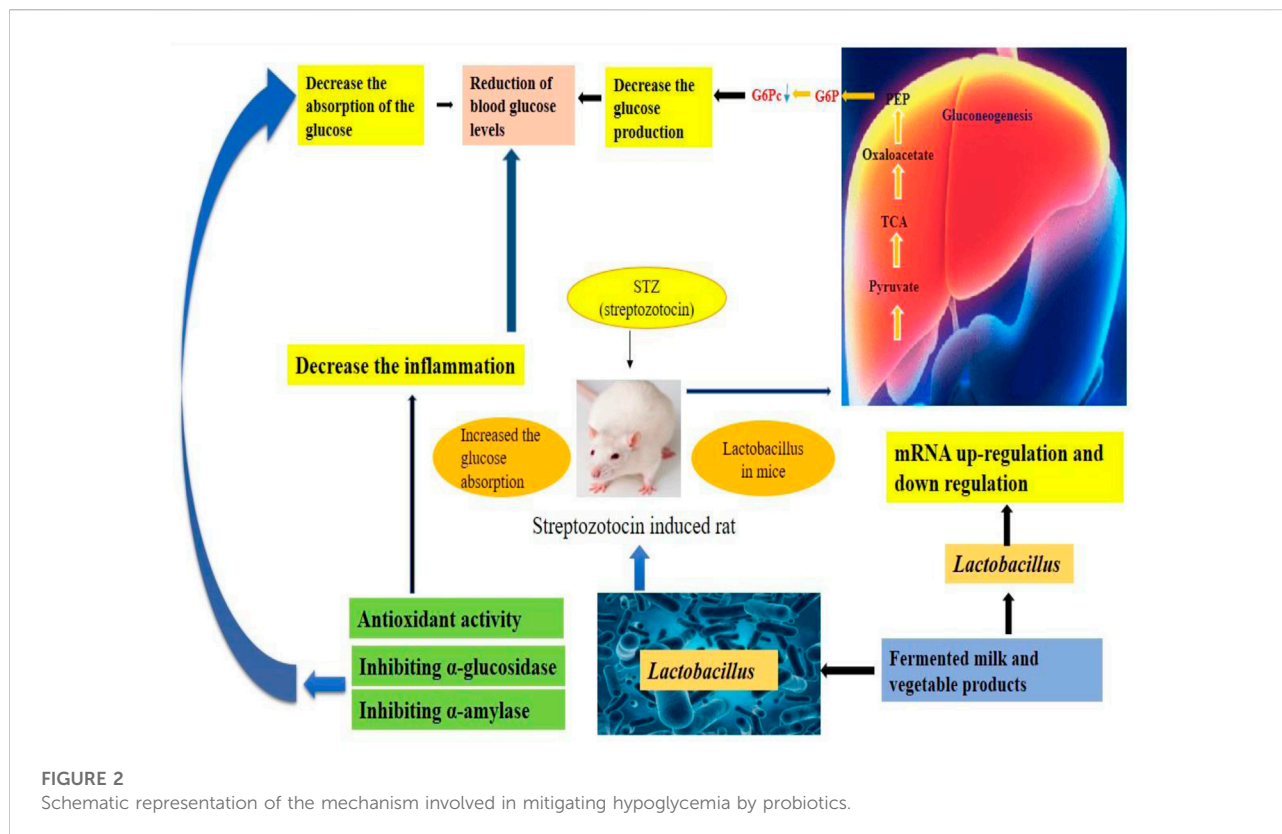 Decrease the
absorption of the
glucose
Reduction of
blood glucose
levels
Decrease the
glucose
production
G6Pc
G6P
PEP
Gluconeogenesis
Oxaloacetate
TCA
Pyruvate
STZ
(streptozotocin)
Decrease the inflammation
Increased the
glucose
absorption
Lactobacillus
in mice
Streptozotocin induced rat
mRNA up-regulation and
down regulation
Lactobacillus
Antioxidant activity
Inhibiting α-glucosidase
Inhibiting α-amylase
Lactobacillus
Fermented milk and
vegetable products
FIGURE 2
Schematic representation of the mechanism involved in mitigating hypoglycemia by probiotics.